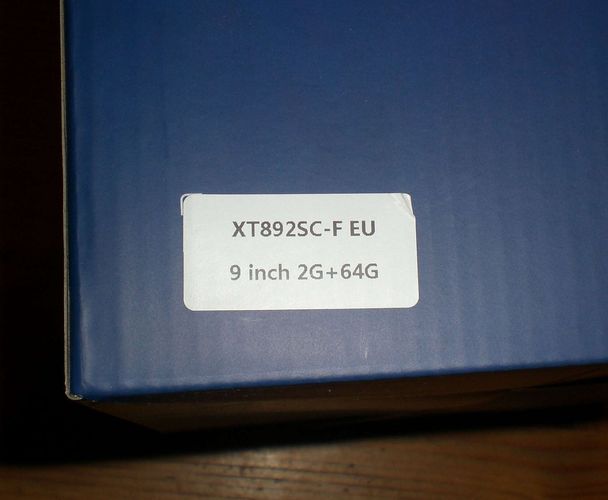 XT892SC-F EU
9 inch 2G+64G